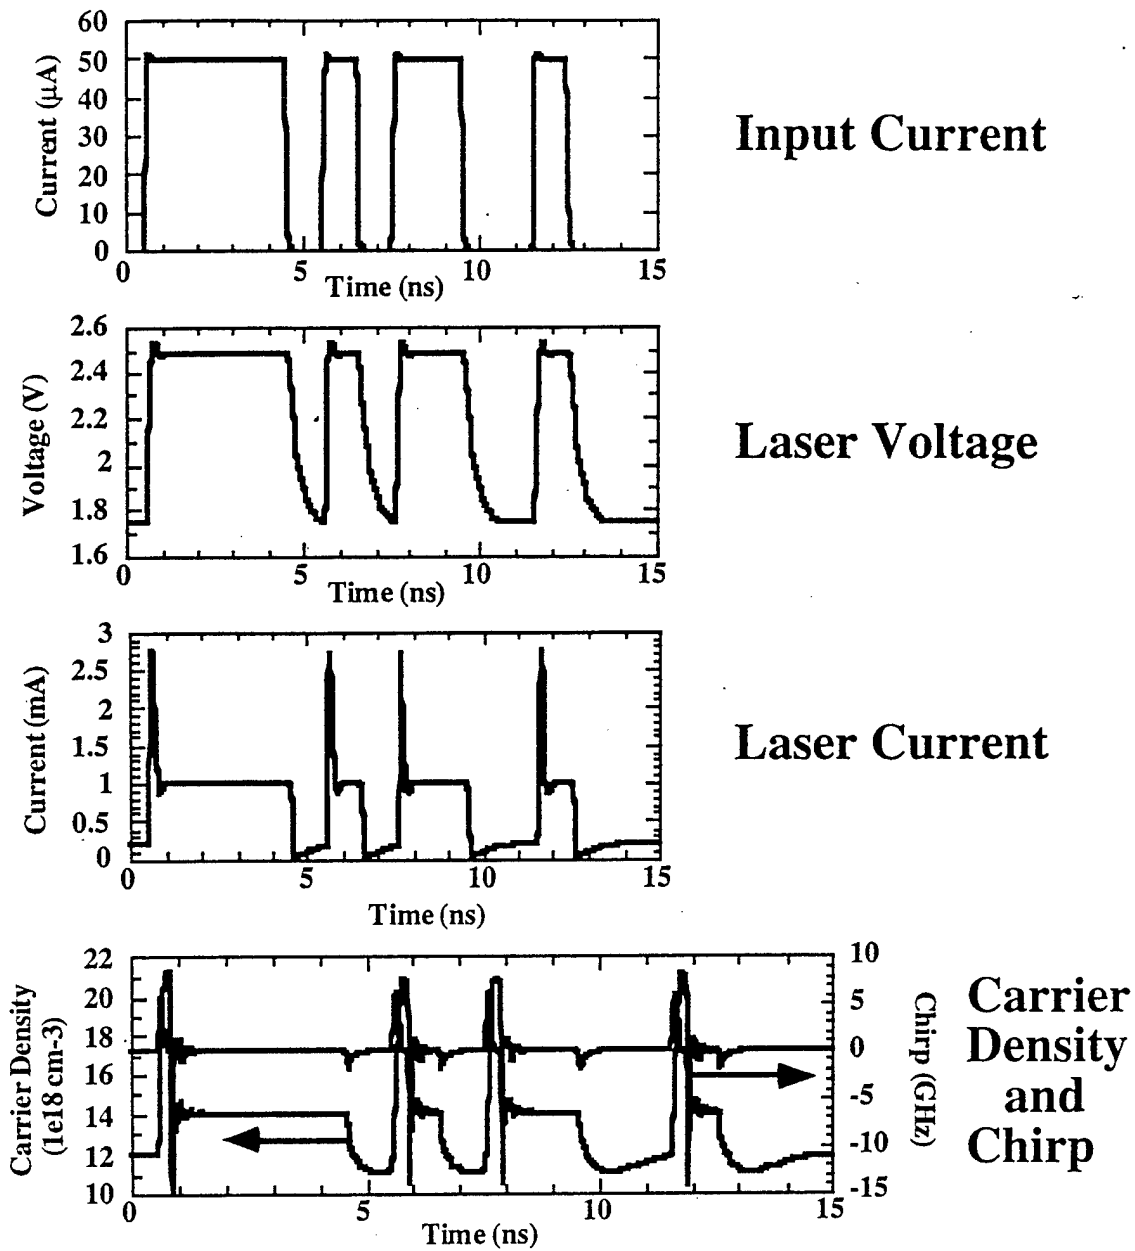 60
50
40
30
20
10
0
Current (μA)
0
5
10
15
Time (ns)
Input Current
2.6
2.4
2.2
2
1.8
1.6
Voltage (V)
0
5
10
15
Time (ns)
Laser Voltage
3
2.5
2
1.5
1
0.5
0
Current (mA)
0
5
10
15
Time (ns)
Laser Current
22
20
18
16
14
12
10
Carrier Density
(1e18 cm-3)
10
5
0
-5
-10
-15
Chirp (GHz)
0
5
10
15
Time (ns)
Carrier
Density
and
Chirp